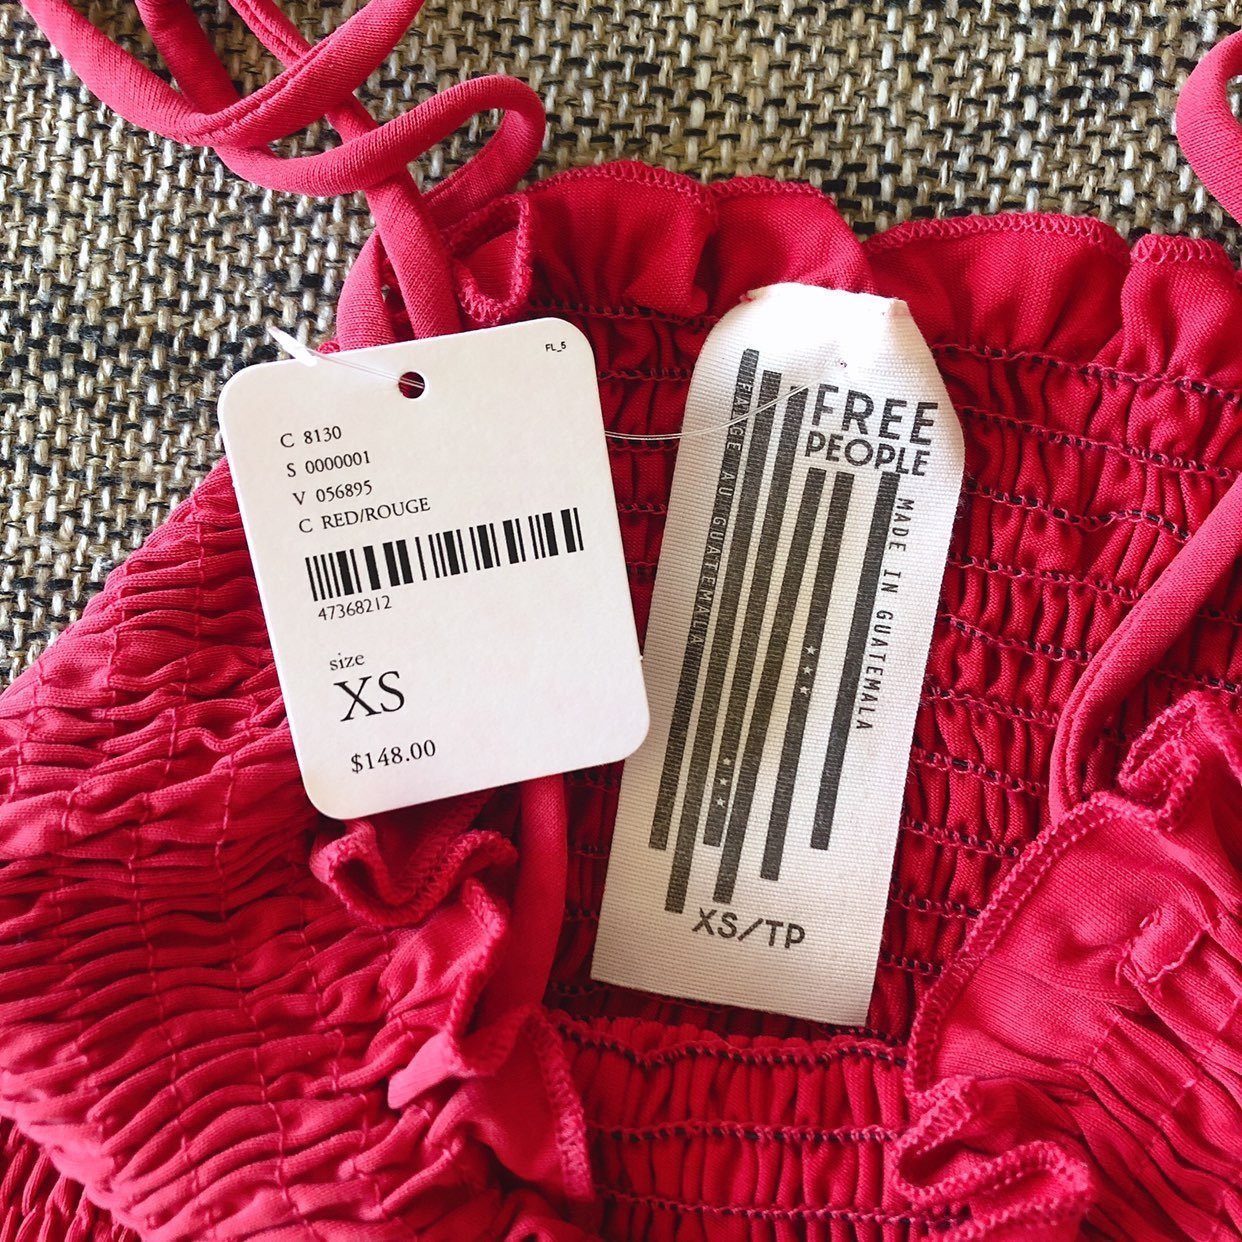 FL_5
C 8130
S 0000001
V 056895
C RED/ROUGE
47368212
size
XS
$148.00
FREE
PEOPLE
MADE IN GUATEMALA
FABRIQUE AU GUATEMALA
XS/TP